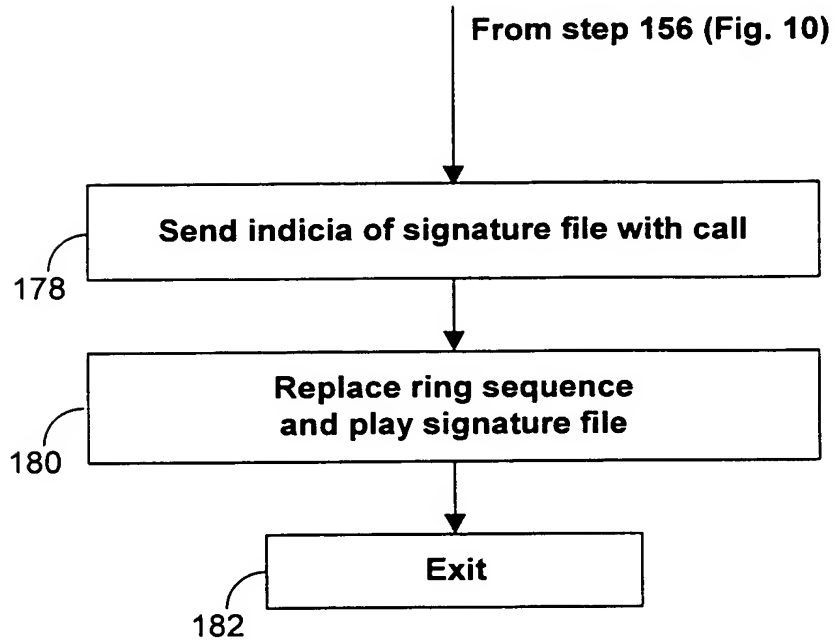 From step 156 (Fig. 10)
Send indicia of signature file with call
178
Replace ring sequence
and play signature file
180
Exit
182